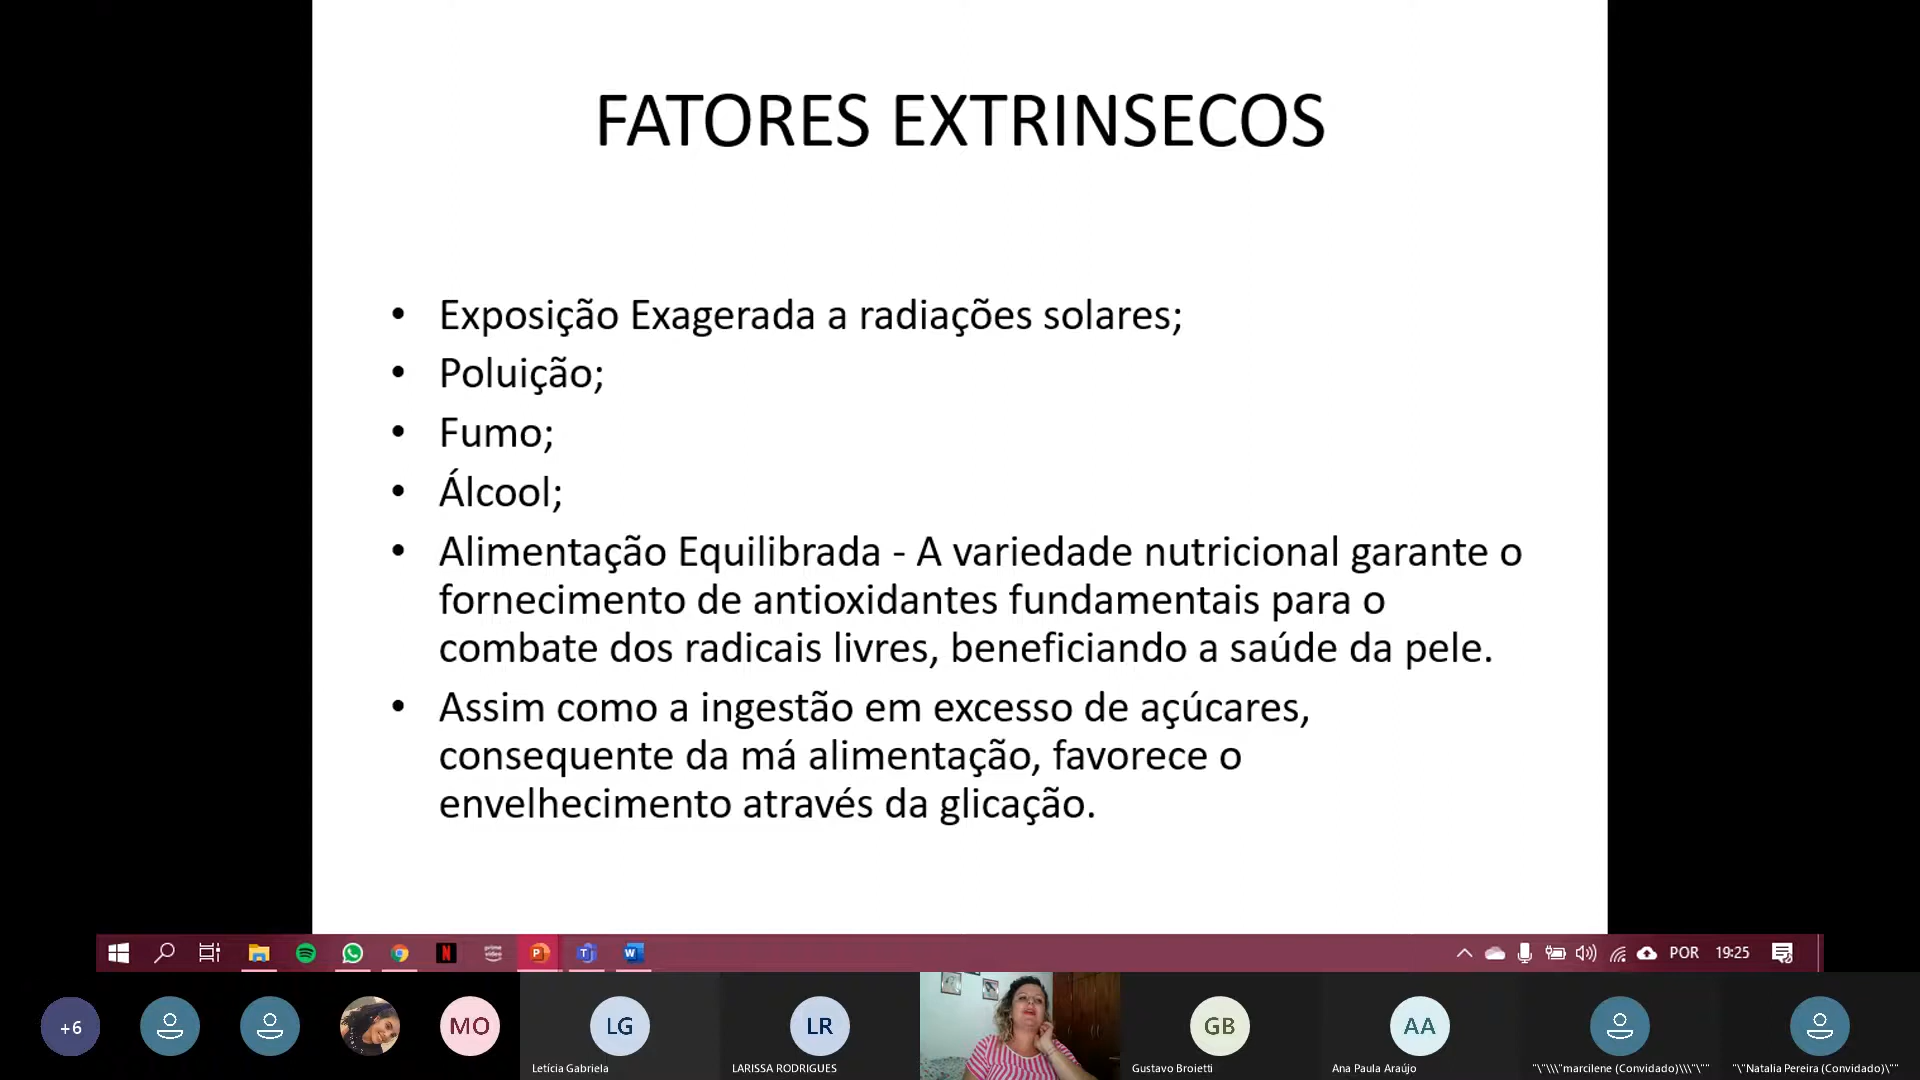 FATORES EXTRINSECOS
• Exposição Exagerada a radiações solares;
• Poluição;
• Fumo;
• Álcool;
• Alimentação Equilibrada - A variedade nutricional garante o
fornecimento de antioxidantes fundamentais para o
combate dos radicais livres, beneficiando a saúde da pele.
• Assim como a ingestão em excesso de açúcares,
consequente da má alimentação, favorece o
envelhecimento através da glicação.
POR 19:25
+6 MO LG LR GB AA
Letícia Gabriela LARISSA RODRIGUES Gustavo Broietti Ana Paula Araújo "\"\\\"marcilene (Convidado)\\\"\"" "\"Natalia Pereira (Convidado)\""